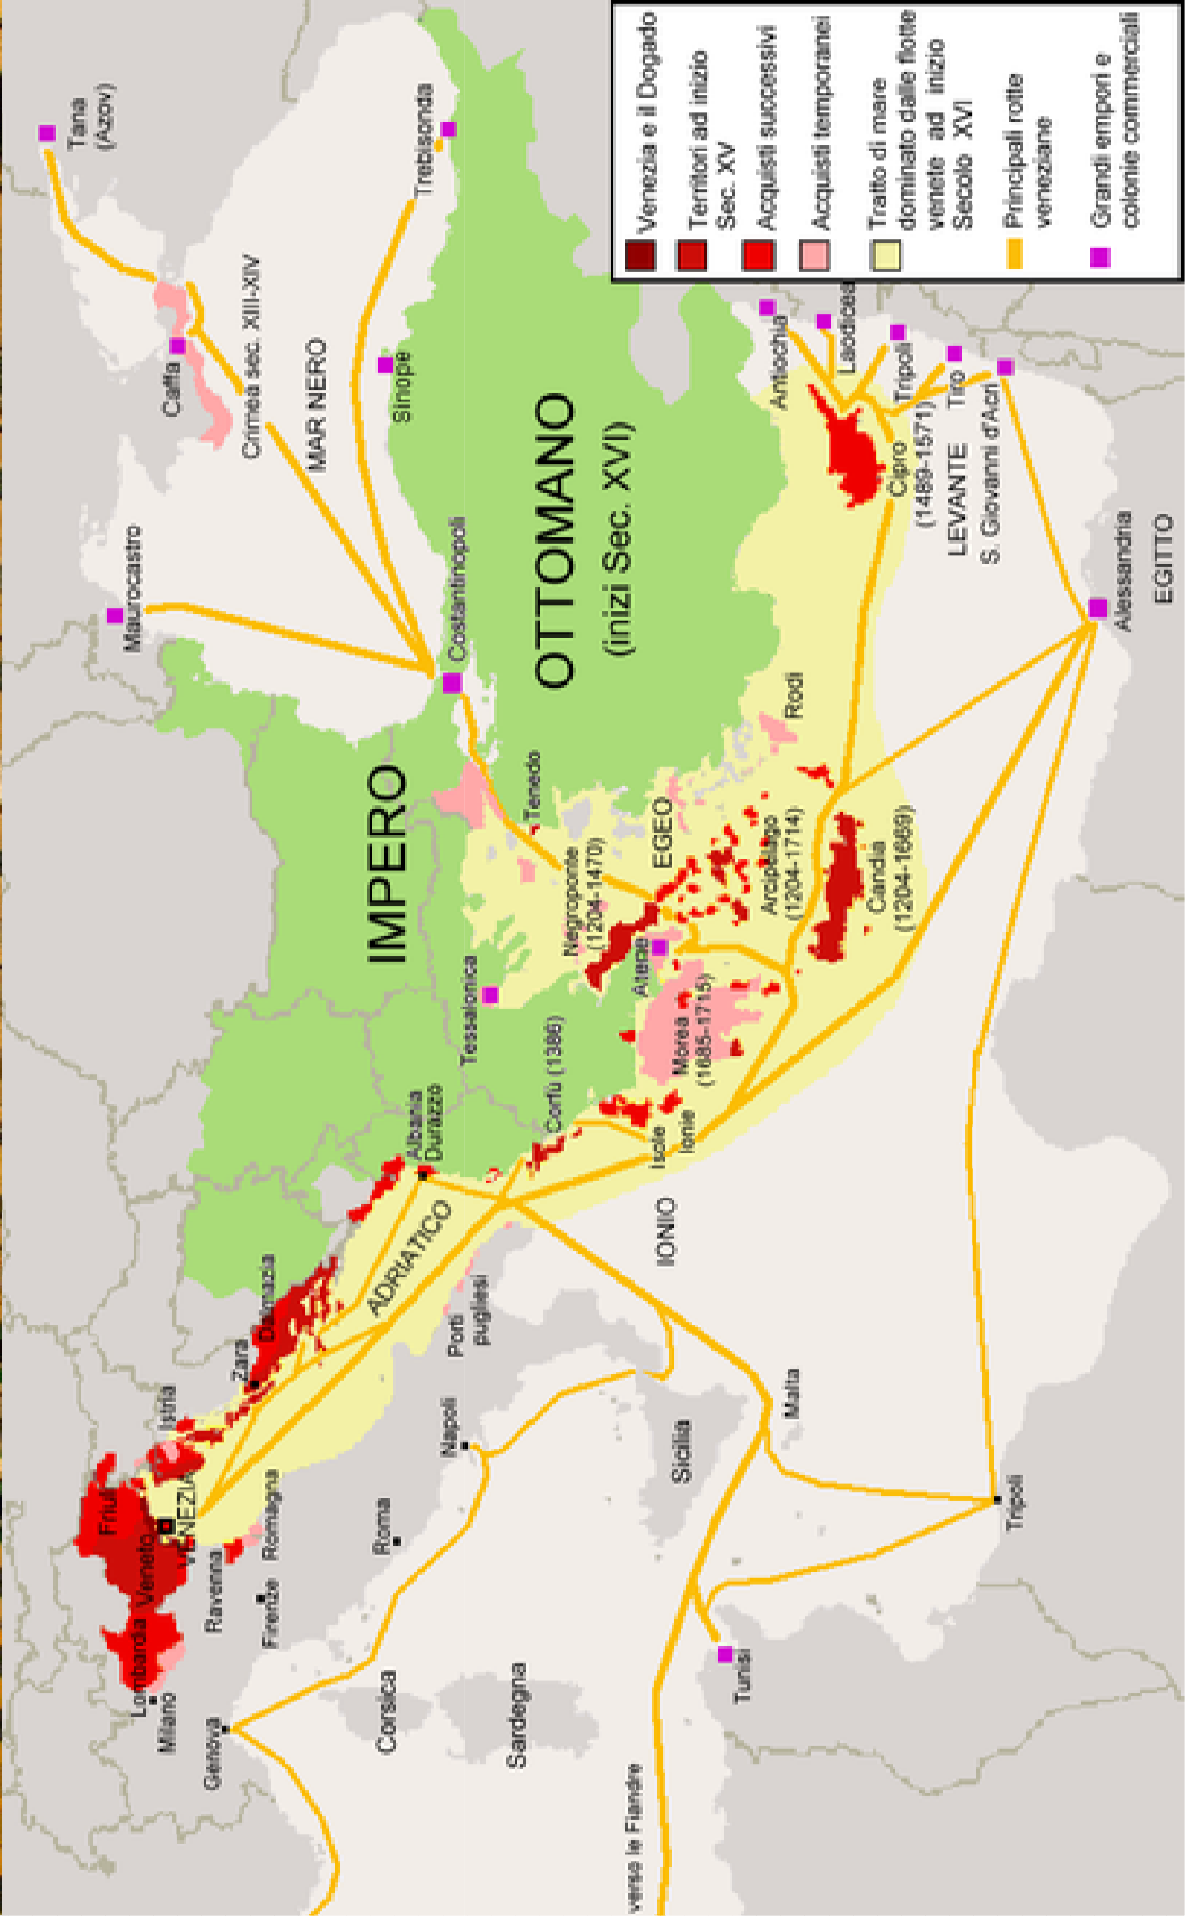 Tana
(Azov)
Caffa
Crimea sec. XIII-XIV
MAR NERO
Trebisonda
Sinope
Maurocastro
Costantinopoli
IMPERO
OTTOMANO
(inizi Sec. XVI)
Friuli
Veneto
Lombardia
Milano
VENEZIA
Istria
Zara
Dalmazia
Genova
Ravenna
Romagna
Firenze
Roma
Corsica
Sardegna
Napoli
ADRIATICO
Porti
pugliesi
Albania
Durazzo
Tessalonica
Corfù (1386)
Tenedo
Negroponte
(1204-1470)
EGEO
Atene
Morea
(1685-1715)
Isole
Ionie
IONIO
Arcipelago
(1204-1714)
Rodi
Candia
(1204-1669)
Sicilia
Malta
Tunisi
Tripoli
verso le Fiandre
Antiochia
Laodicea
Tripoli
Tiro
Cipro
(1489-1571)
LEVANTE
S. Giovanni d'Acri
Alessandria
EGITTO
Venezia e il Dogado
Territori ad inizio
Sec. XV
Acquisti successivi
Acquisti temporanei
Tratto di mare
dominato dalle flotte
venete ad inizio
Secolo XVI
Principali rotte
veneziane
Grandi empori e
colonie commerciali